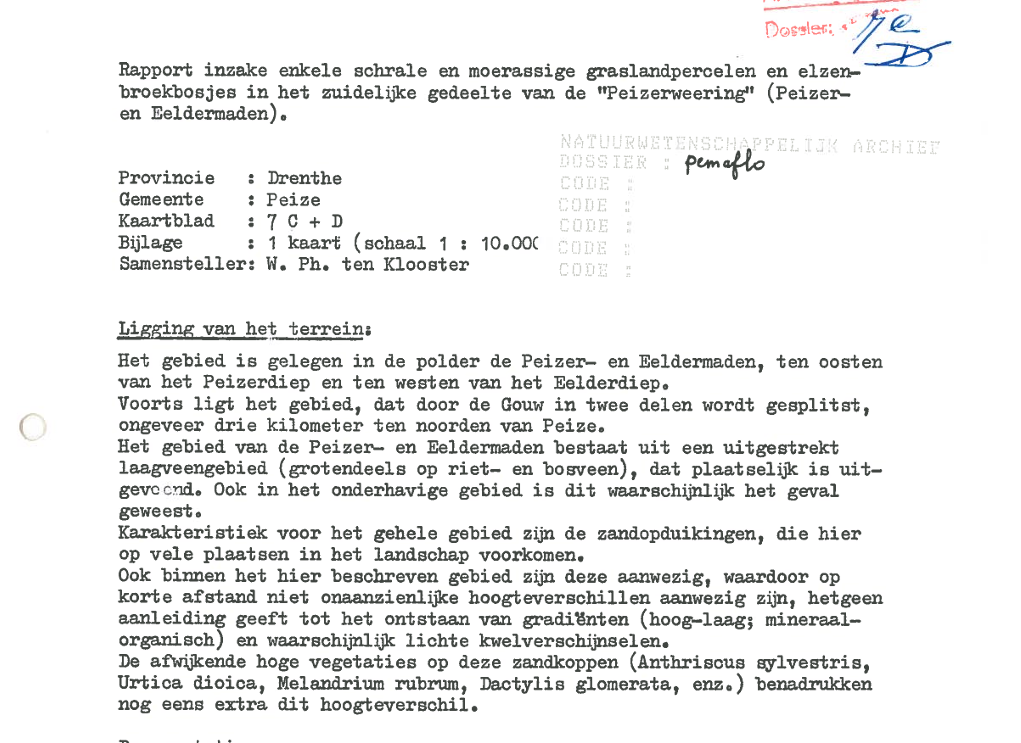 Dossier:
Rapport inzake enkele schrale en moerassige graslandpercelen en elzen-
broekbosjes in het zuidelijke gedeelte van de "Peizerweering" (Peizer-
en Eeldermaden).
NATUURWETENSCHAPPELIJK ARCHIEF
DOSSIER : pemaflo
CODE :
CODE :
CODE :
CODE :
CODE :
Provincie : Drenthe
Gemeente : Peize
Kaartblad : 7 C + D
Bijlage : 1 kaart (schaal 1 : 10.000
Samensteller: W. Ph. ten Klooster
Ligging van het terrein:
Het gebied is gelegen in de polder de Peizer- en Eeldermaden, ten oosten
van het Peizerdiep en ten westen van het Eelderdiep.
Voorts ligt het gebied, dat door de Gouw in twee delen wordt gesplitst,
ongeveer drie kilometer ten noorden van Peize.
Het gebied van de Peizer- en Eeldermaden bestaat uit een uitgestrekt
laagveengebied (grotendeels op riet- en bosveen), dat plaatselijk is uit-
geveend. Ook in het onderhavige gebied is dit waarschijnlijk het geval
geweest.
Karakteristiek voor het gehele gebied zijn de zandopduikingen, die hier
op vele plaatsen in het landschap voorkomen.
Ook binnen het hier beschreven gebied zijn deze aanwezig, waardoor op
korte afstand niet onaanzienlijke hoogteverschillen aanwezig zijn, hetgeen
aanleiding geeft tot het ontstaan van gradiënten (hoog-laag; mineraal-
organisch) en waarschijnlijk lichte kwelverschijnselen.
De afwijkende hoge vegetaties op deze zandkoppen (Anthriscus sylvestris,
Urtica dioica, Melandrium rubrum, Dactylis glomerata, enz.) benadrukken
nog eens extra dit hoogteverschil.